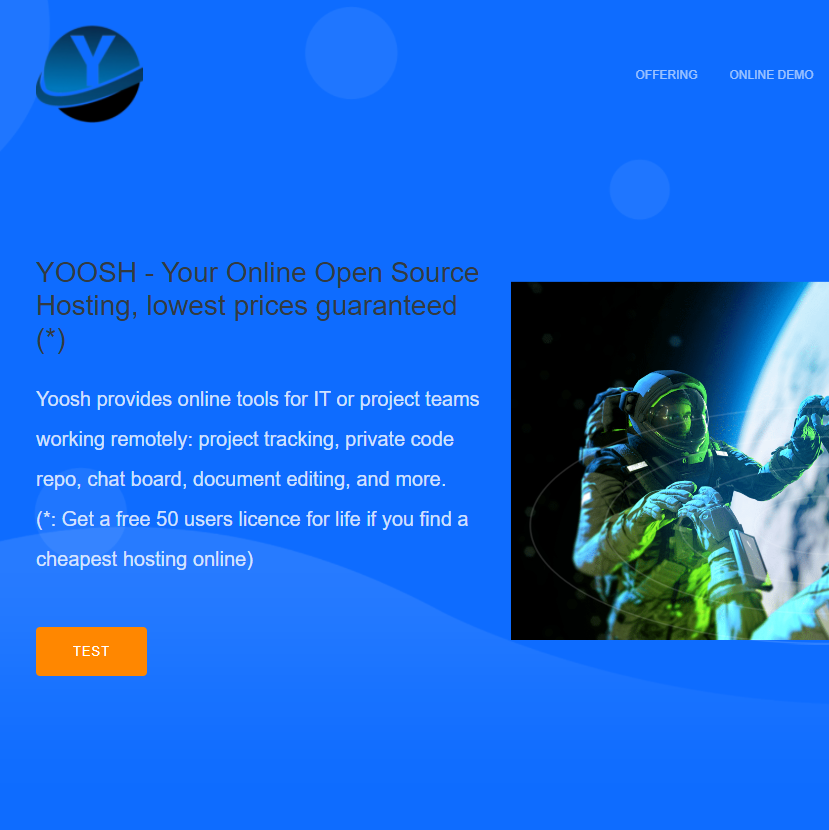 Y
OFFERING
ONLINE DEMO
YOOSH - Your Online Open Source
Hosting, lowest prices guaranteed
(*)
Yoosh provides online tools for IT or project teams
working remotely: project tracking, private code
repo, chat board, document editing, and more.
(*: Get a free 50 users licence for life if you find a
cheapest hosting online)
TEST